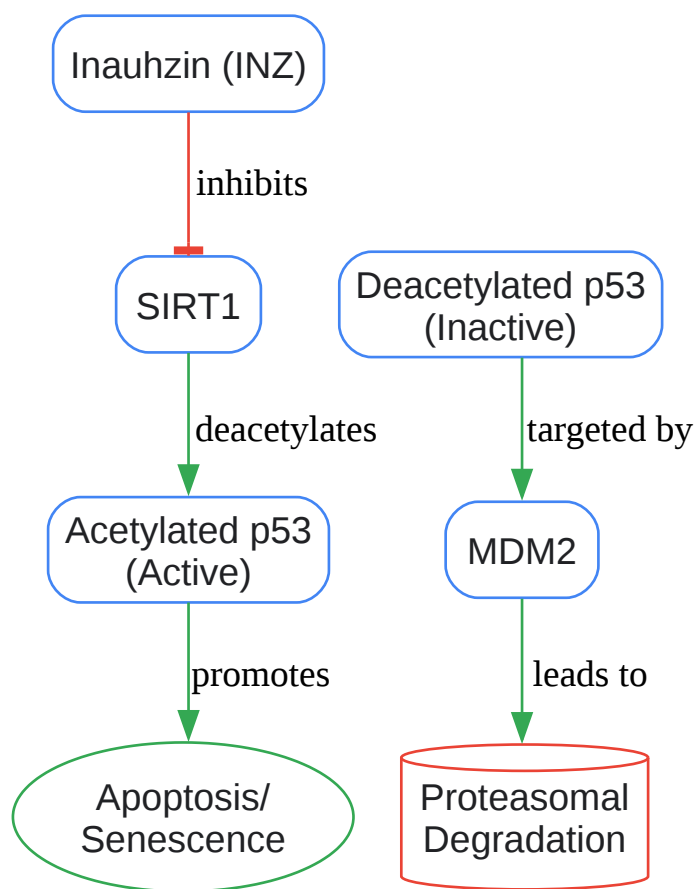 Inauhzin (INZ)
inhibits
SIRT1
Deacetylated p53
(Inactive)
deacetylates
targeted by
Acetylated p53
(Active)
MDM2
promotes
leads to
Apoptosis/
Senescence
Proteasomal
Degradation